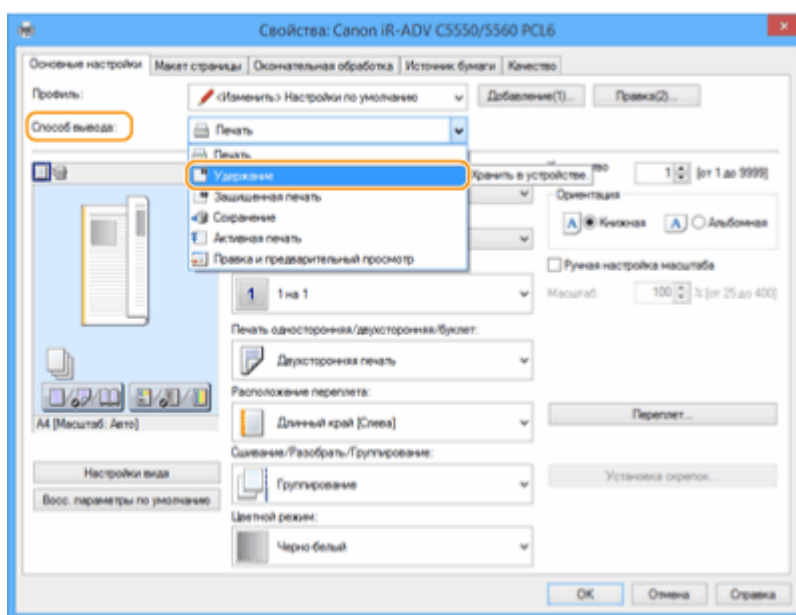 Свойства: Canon iR-ADV C5550/5560 PCL6
Основные настройки Макет страницы Окончательная обработка Источник бумаги Качество
Профиль: <Изменить> Настройки по умолчанию Добавление(1)... Правка(2)...
Способ вывода: Печать
Печать
Удержание Хранить в устройстве. 1 [от 1 до 9999]
Защищенная печать Ориентация
Сохранение Книжная Альбомная
Активная печать
Правка и предварительный просмотр Ручная настройка масштаба
1 1 на 1 Масштаб: 100 % [от 25 до 400]
Печать односторонняя/двухсторонняя/буклет:
Двухсторонняя печать
Расположение переплета:
A4 [Масштаб: Авто] Длинный край [Слева] Переплет...
Сшивание/Разобрать/Группирование:
Настройки вида Группирование Установка скрепок...
Восс. параметры по умолчанию
Цветной режим:
Черно-белый
OK Отмена Справка